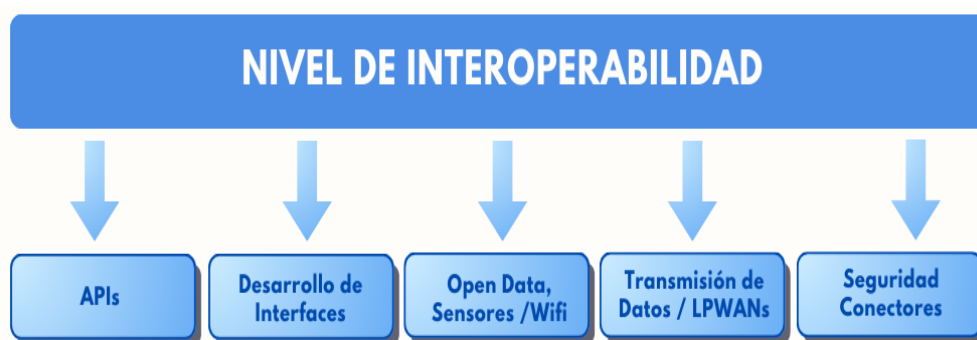 NIVEL DE INTEROPERABILIDAD
APIs
Desarrollo de
Interfaces
Open Data,
Sensores /Wifi
Transmisión de
Datos / LPWANs
Seguridad
Conectores